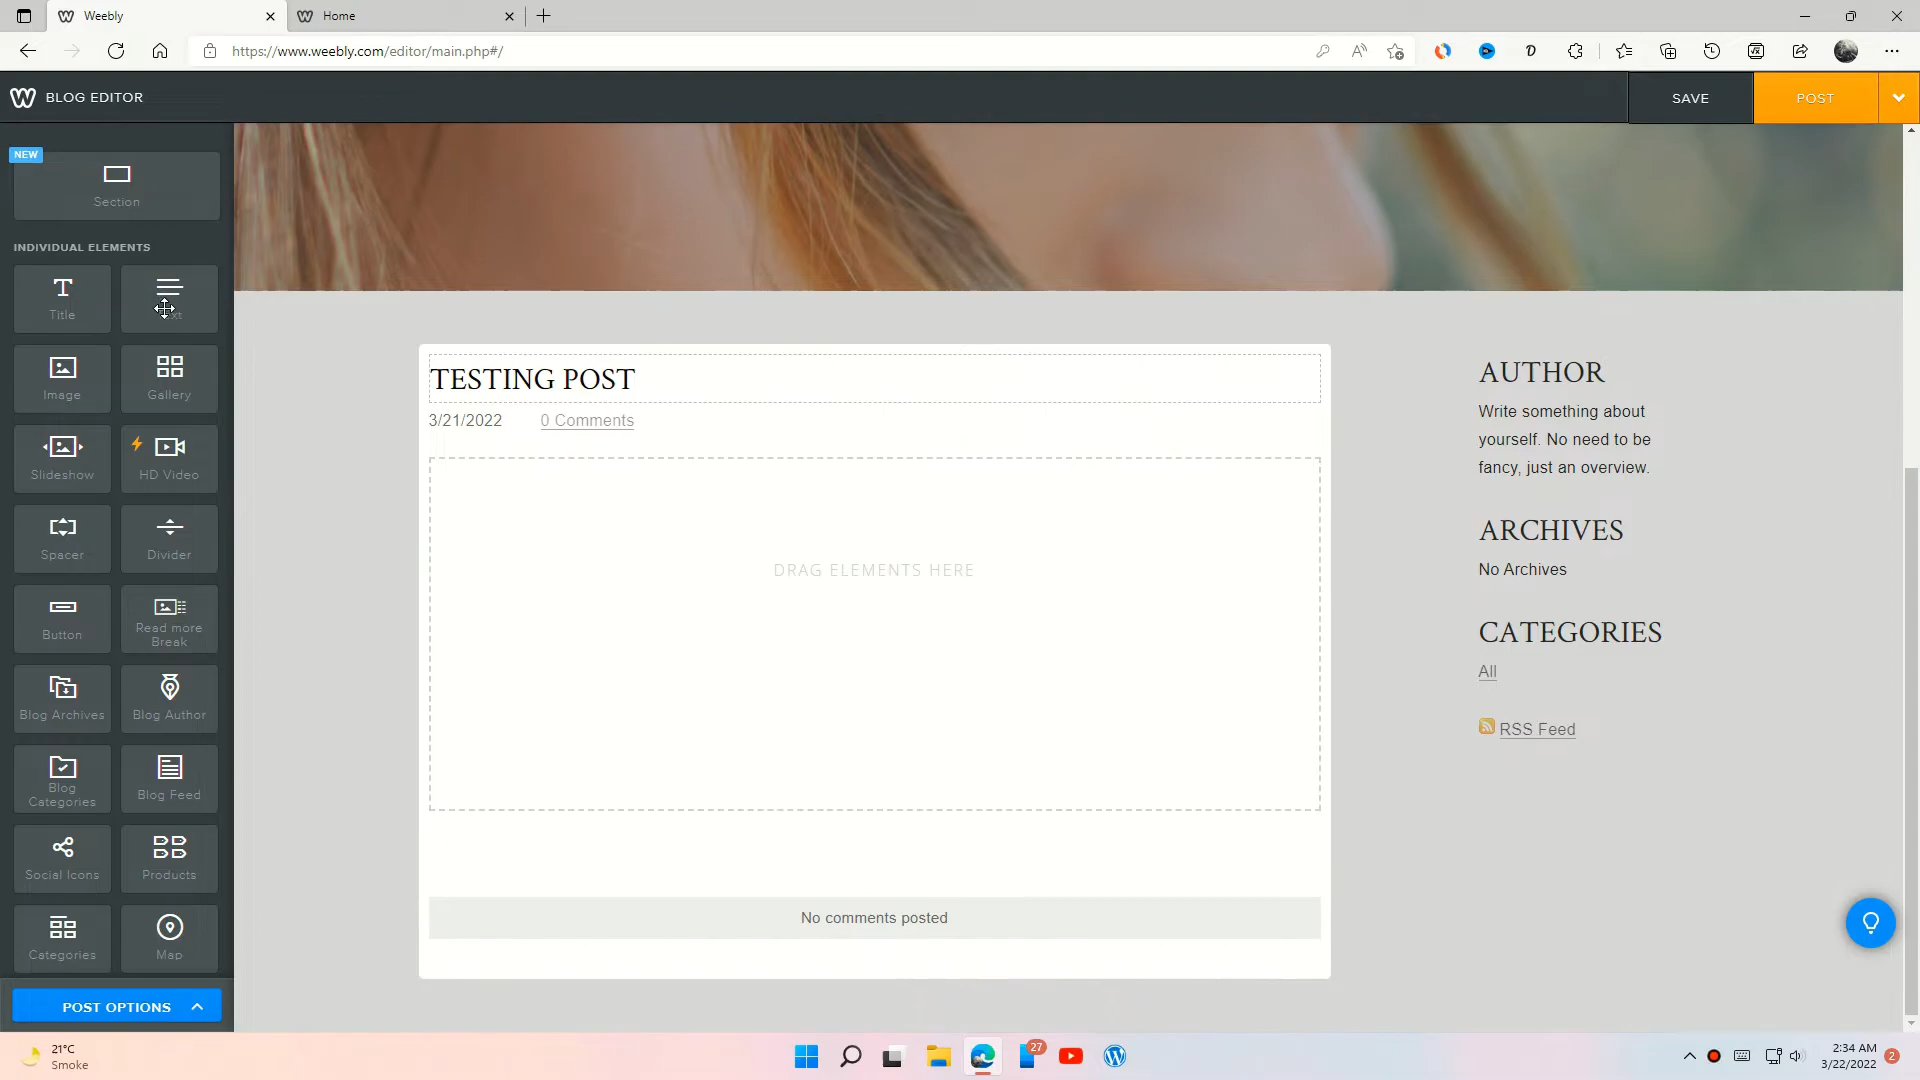 Weebly
Home
https://www.weebly.com/editor/main.php#/
BLOG EDITOR
SAVE
POST
NEW
Section
INDIVIDUAL ELEMENTS
Title
Image
Gallery
Slideshow
HD Video
Spacer
Divider
Button
Read more
Break
Blog Archives
Blog Author
Blog
Categories
Blog Feed
Social Icons
Products
Categories
Map
POST OPTIONS
TESTING POST
3/21/2022
0 Comments
DRAG ELEMENTS HERE
No comments posted
AUTHOR
Write something about
yourself. No need to be
fancy, just an overview.
ARCHIVES
No Archives
CATEGORIES
All
RSS Feed
21°C
Smoke
27
2:34 AM
3/22/2022
2